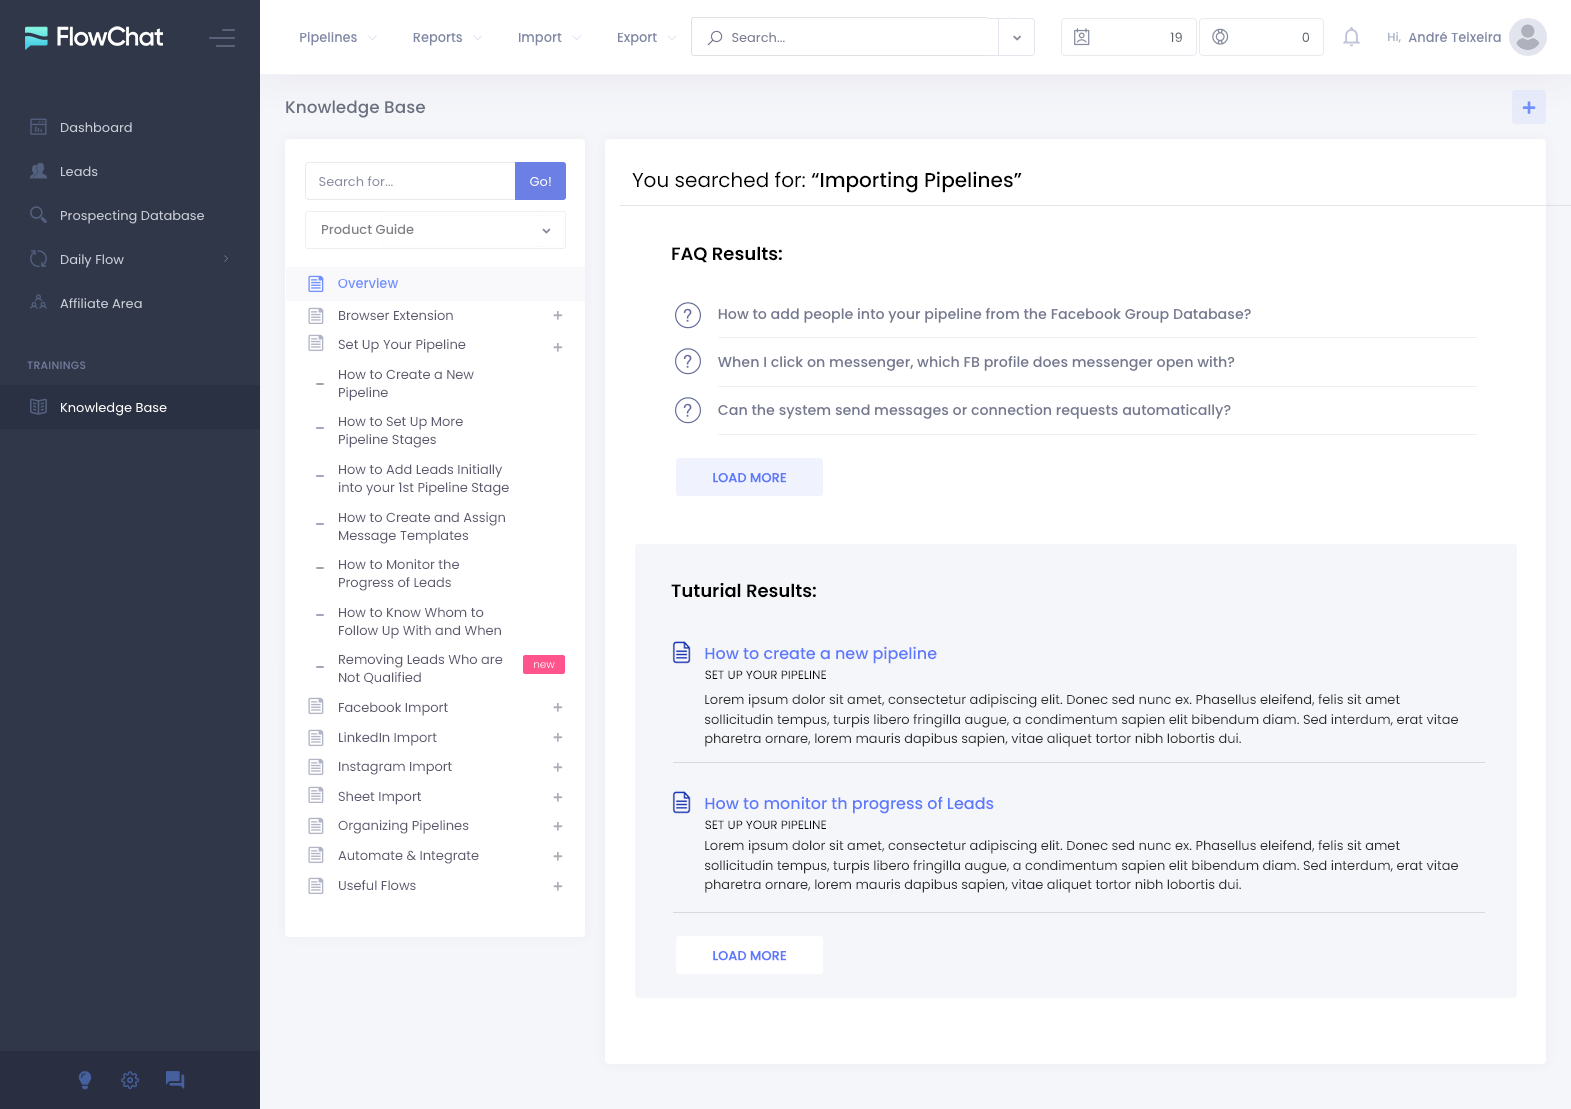 FlowChat
Pipelines
Reports
Import
Export
Search...
19
0
Hi, André Teixeira
Dashboard
Leads
Prospecting Database
Daily Flow
Affiliate Area
TRAININGS
Knowledge Base
Knowledge Base
Search for...
Go!
Product Guide
Overview
Browser Extension
Set Up Your Pipeline
How to Create a New
Pipeline
How to Set Up More
Pipeline Stages
How to Add Leads Initially
into your 1st Pipeline Stage
How to Create and Assign
Message Templates
How to Monitor the
Progress of Leads
How to Know Whom to
Follow Up With and When
Removing Leads Who are
Not Qualified
new
Facebook Import
LinkedIn Import
Instagram Import
Sheet Import
Organizing Pipelines
Automate & Integrate
Useful Flows
You searched for: “Importing Pipelines”
FAQ Results:
How to add people into your pipeline from the Facebook Group Database?
When I click on messenger, which FB profile does messenger open with?
Can the system send messages or connection requests automatically?
LOAD MORE
Tuturial Results:
How to create a new pipeline
SET UP YOUR PIPELINE
Lorem ipsum dolor sit amet, consectetur adipiscing elit. Donec sed nunc ex. Phasellus eleifend, felis sit amet
sollicitudin tempus, turpis libero fringilla augue, a condimentum sapien elit bibendum diam. Sed interdum, erat vitae
pharetra ornare, lorem mauris dapibus sapien, vitae aliquet tortor nibh lobortis dui.
How to monitor th progress of Leads
SET UP YOUR PIPELINE
Lorem ipsum dolor sit amet, consectetur adipiscing elit. Donec sed nunc ex. Phasellus eleifend, felis sit amet
sollicitudin tempus, turpis libero fringilla augue, a condimentum sapien elit bibendum diam. Sed interdum, erat vitae
pharetra ornare, lorem mauris dapibus sapien, vitae aliquet tortor nibh lobortis dui.
LOAD MORE